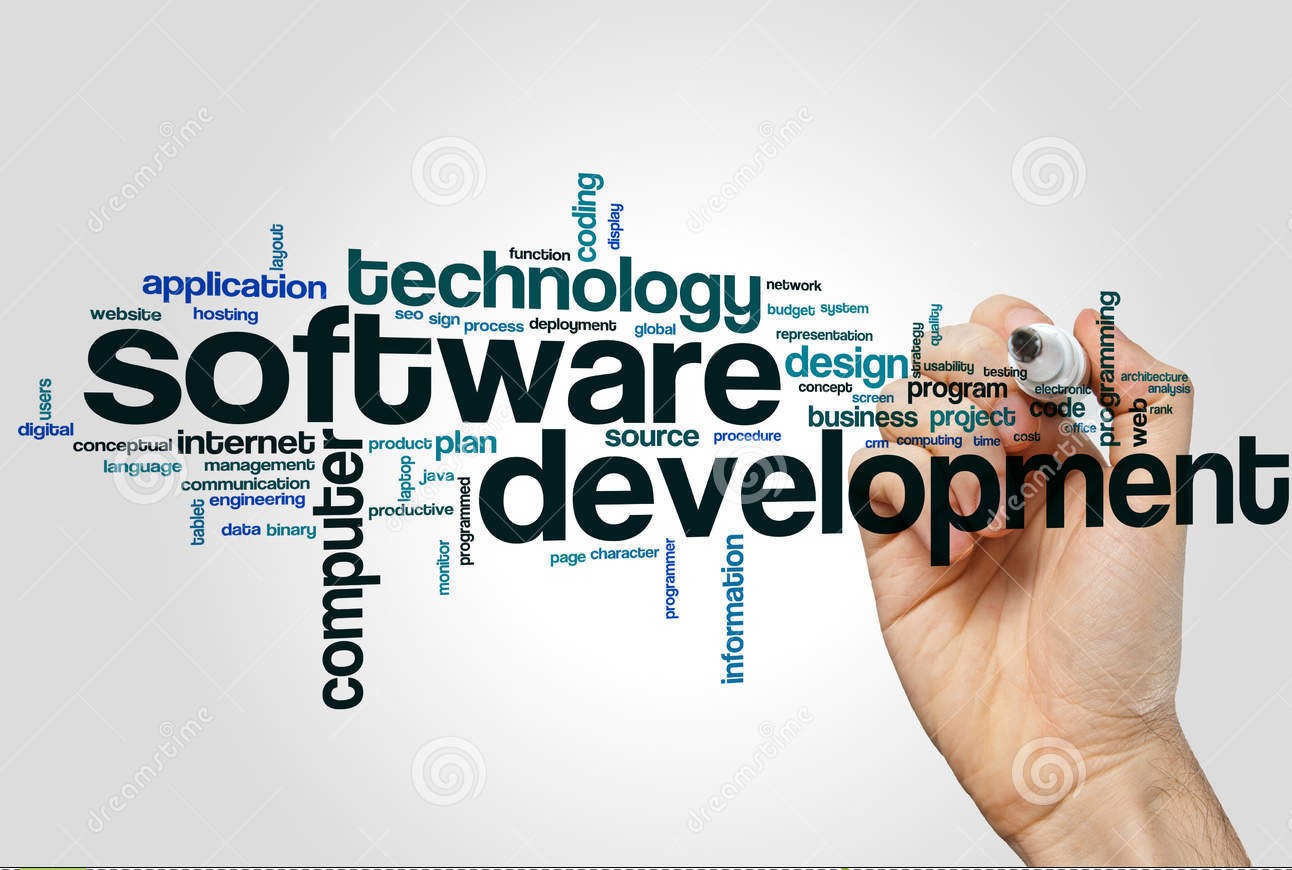 coding
display
layout
function
technology
application
network
website
hosting
seo
sign
process
deployment
global
budget
system
software
representation
quality
strategy
design
usability
testing
programming
concept
screen
program
electronic
architecture
analysis
business
project
code
office
web
rank
users
digital
conceptual
internet
product
plan
source
procedure
crm
computing
time
cost
language
management
communication
engineering
tablet
data
binary
computer
laptop
java
productive
programmed
monitor
development
page
character
programmer
information
dreamstime
dreamstime
dreamstime
dreamstime